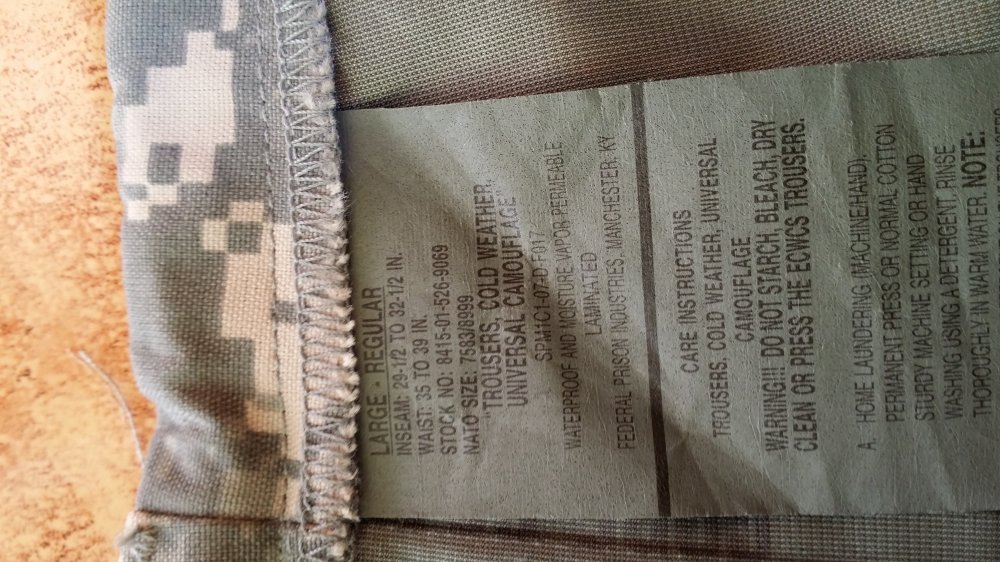 LARGE - REGULAR
INSEAM: 29-1/2 TO 32-1/2 IN.
WAIST: 35 TO 39 IN.
STOCK NO.: 8415-01-526-9069
NATO SIZE: 7583/8999
"TROUSERS, COLD WEATHER,
UNIVERSAL CAMOUFLAGE"
SPM1C1-07-D-F017
WATERPROOF AND MOISTURE VAPOR PERMEABLE
LAMINATED
FEDERAL PRISON INDUSTRIES, MANCHESTER, KY
CARE INSTRUCTIONS
TROUSERS, COLD WEATHER, UNIVERSAL
CAMOUFLAGE
WARNING!!! DO NOT STARCH, BLEACH, DRY
CLEAN OR PRESS THE ECWCS TROUSERS.
A. HOME LAUNDERING MACHINE/HAND),
PERMANENT PRESS OR NORMAL COTTON
STURDY MACHINE SETTING OR HAND
WASHING USING A DETERGENT. RINSE
THOROUGHLY IN WARM WATER. NOTE: